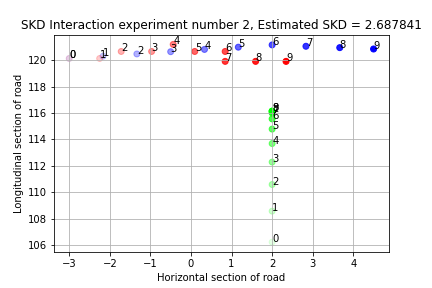 SKD Interaction experiment number 2, Estimated SKD = 2.687841
Longitudinal section of road
120
118
116
114
112
110
108
106
0 1 2 3 4 5 6 7 8 9
0 1 2 3 4 5 6 7 8 9
9
6
5
4
3
2
1
0
−3 −2 −1 0 1 2 3 4
Horizontal section of road